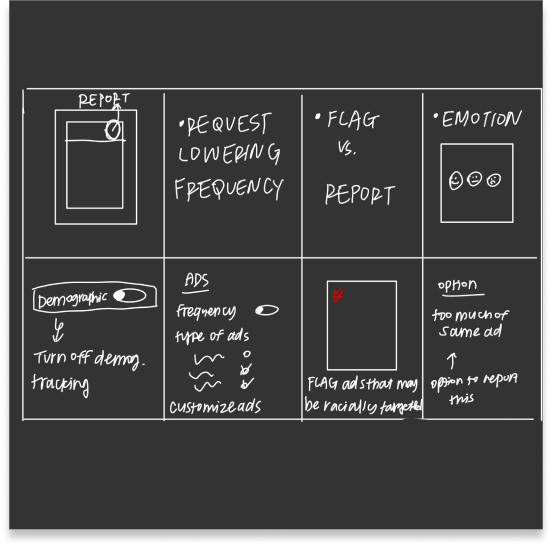 REPORT
•REQUEST
LOWERING
FREQUENCY
• FLAG
vs.
REPORT
•EMOTION
Demographic
Turn off demog.
tracking
ADS
frequency
type of ads
customize ads
FLAG ads that may
be racially targeted
option
too much of
same ad
option to report
this